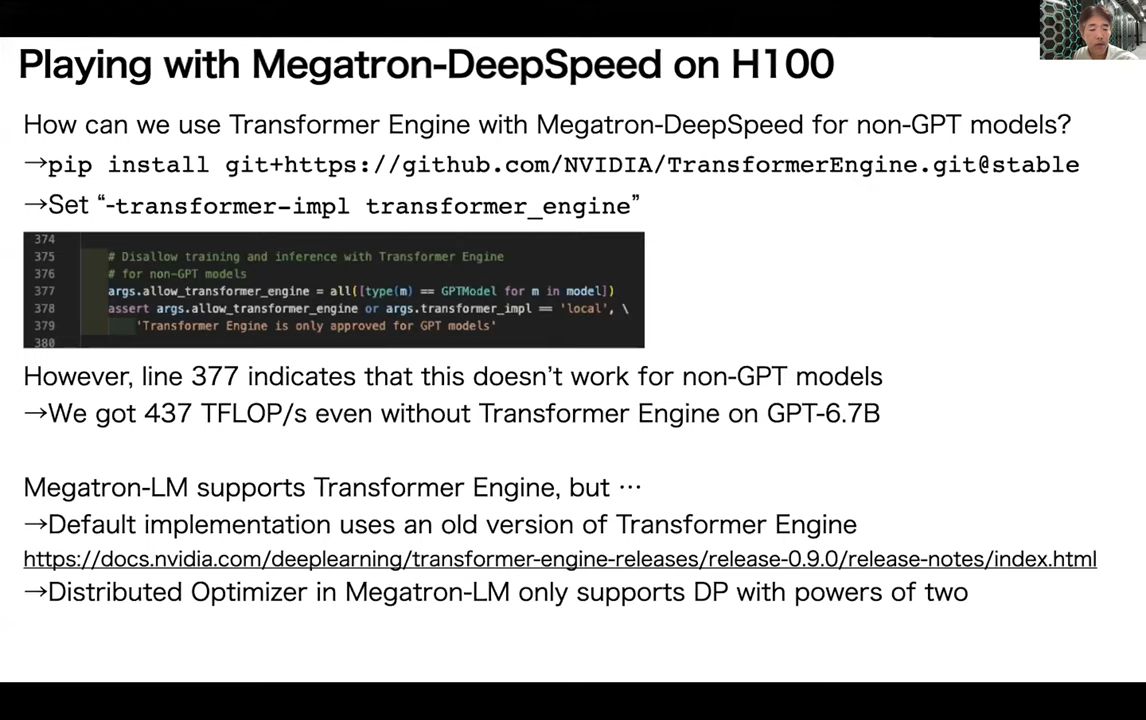 Playing with Megatron-DeepSpeed on H100
How can we use Transformer Engine with Megatron-DeepSpeed for non-GPT models?
→pip install git+https://github.com/NVIDIA/TransformerEngine.git@stable
→Set “-transformer-impl transformer_engine”
374
375 # Disallow training and inference with Transformer Engine
376 # for non-GPT models
377 args.allow_transformer_engine = all([type(m) == GPTModel for m in model])
378 assert args.allow_transformer_engine or args.transformer_impl == 'local', \
379 'Transformer Engine is only approved for GPT models'
380
However, line 377 indicates that this doesn’t work for non-GPT models
→We got 437 TFLOP/s even without Transformer Engine on GPT-6.7B
Megatron-LM supports Transformer Engine, but …
→Default implementation uses an old version of Transformer Engine
https://docs.nvidia.com/deeplearning/transformer-engine-releases/release-0.9.0/release-notes/index.html
→Distributed Optimizer in Megatron-LM only supports DP with powers of two